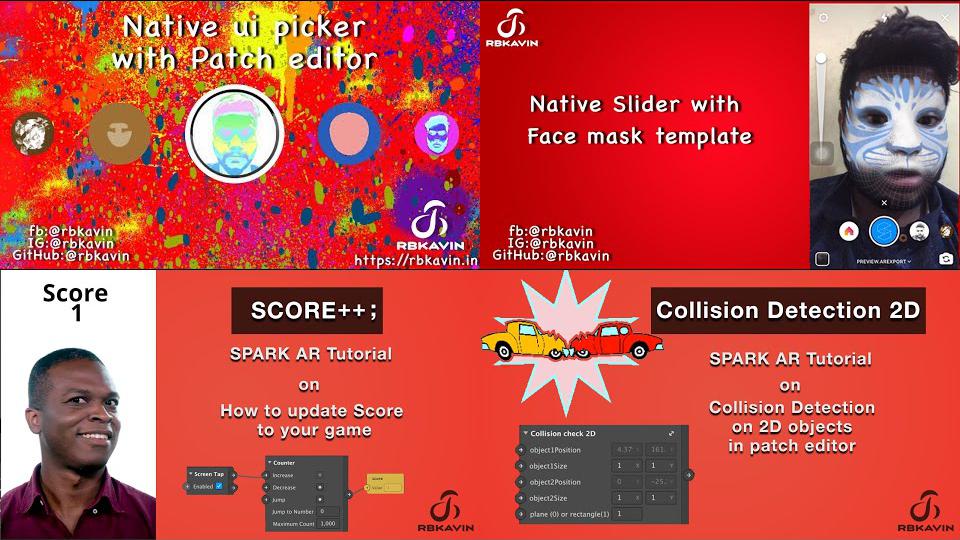 Native ui picker
with Patch editor
fb:@rbkavin
IG:@rbkavin
GitHub:@rbkavin
RBKAVIN
https://rbkavin.in
RBKAVIN
Native Slider with
Face mask template
fb:@rbkavin
IG:@rbkavin
GitHub:@rbkavin
PREVIEW.AREXPORT
Score
1
SCORE++;
SPARK AR Tutorial
on
How to update Score
to your game
Screen Tap
Enabled
Counter
Increase
Decrease
Jump
Jump to Number 0
Maximum Count 1,000
score
RBKAVIN
Collision Detection 2D
SPARK AR Tutorial
on
Collision Detection
on 2D objects
in patch editor
Collision check 2D
object1Position 4.37 161.
object1Size 1 1
object2Position 0 -25.
object2Size 1 1
plane (0) or rectangle(1) 1
RBKAVIN